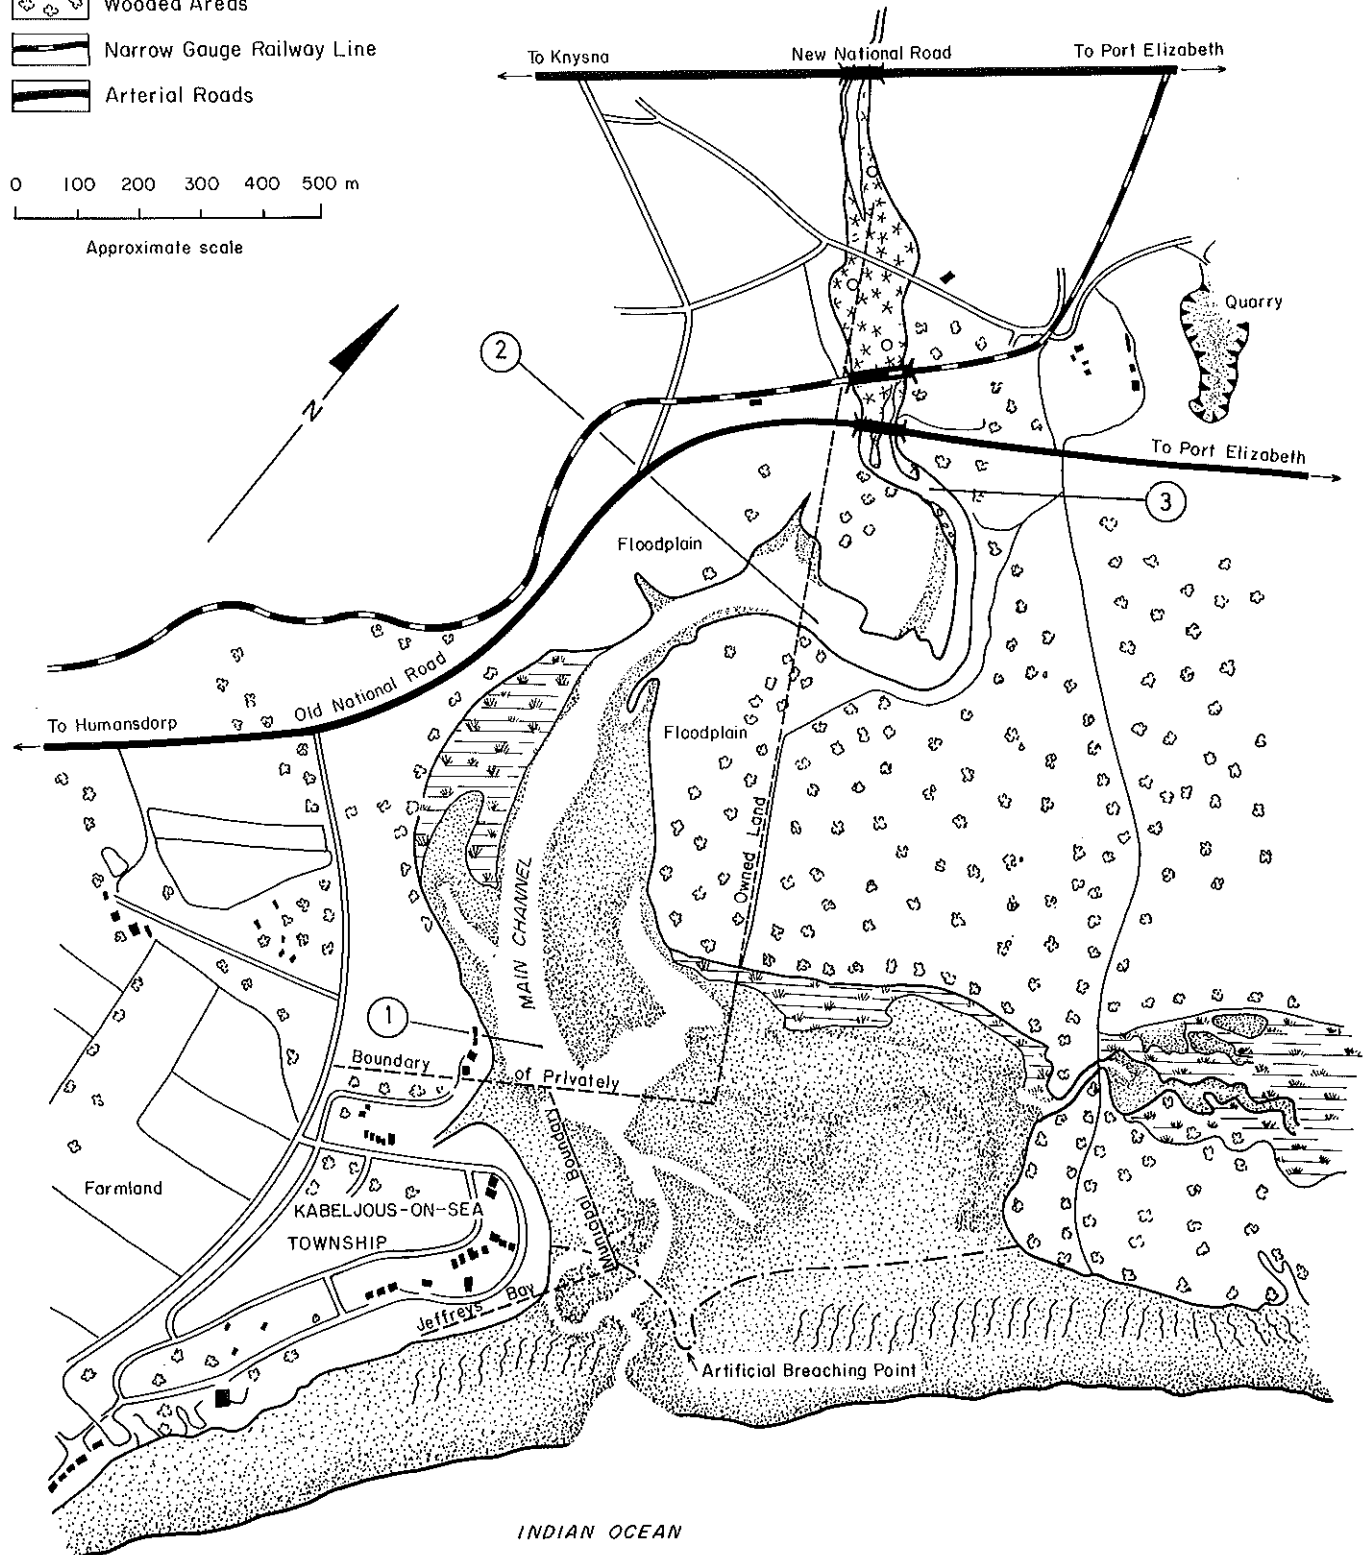 Wooded Areas
Narrow Gauge Railway Line
Arterial Roads
0 100 200 300 400 500 m
Approximate scale
To Knysna
New National Road
To Port Elizabeth
N
Quarry
2
To Port Elizabeth
3
Floodplain
Old National Road
To Humansdorp
Floodplain
Owned Land
MAIN CHANNEL
1
Boundary
of Privately
Municipal Boundary
Farmland
KABELJOUS-ON-SEA
TOWNSHIP
Jeffreys Bay
Artificial Breaching Point
INDIAN OCEAN